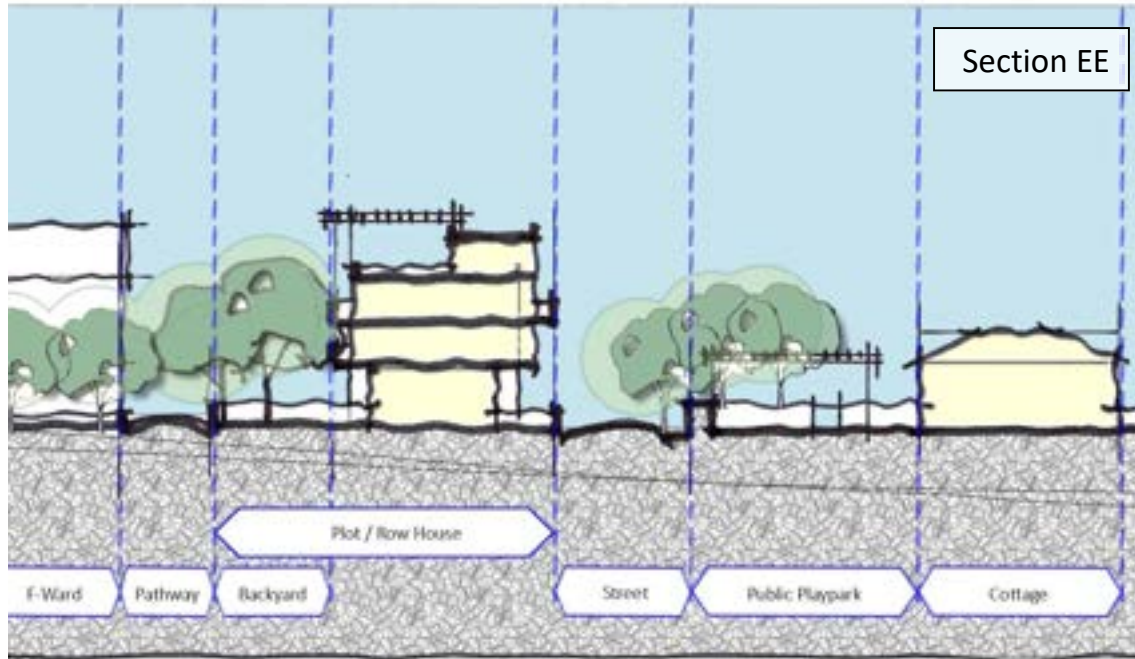 Section EE
Plot / Row House
F-Ward
Pathway
Backyard
Street
Public Playpark
Cottage